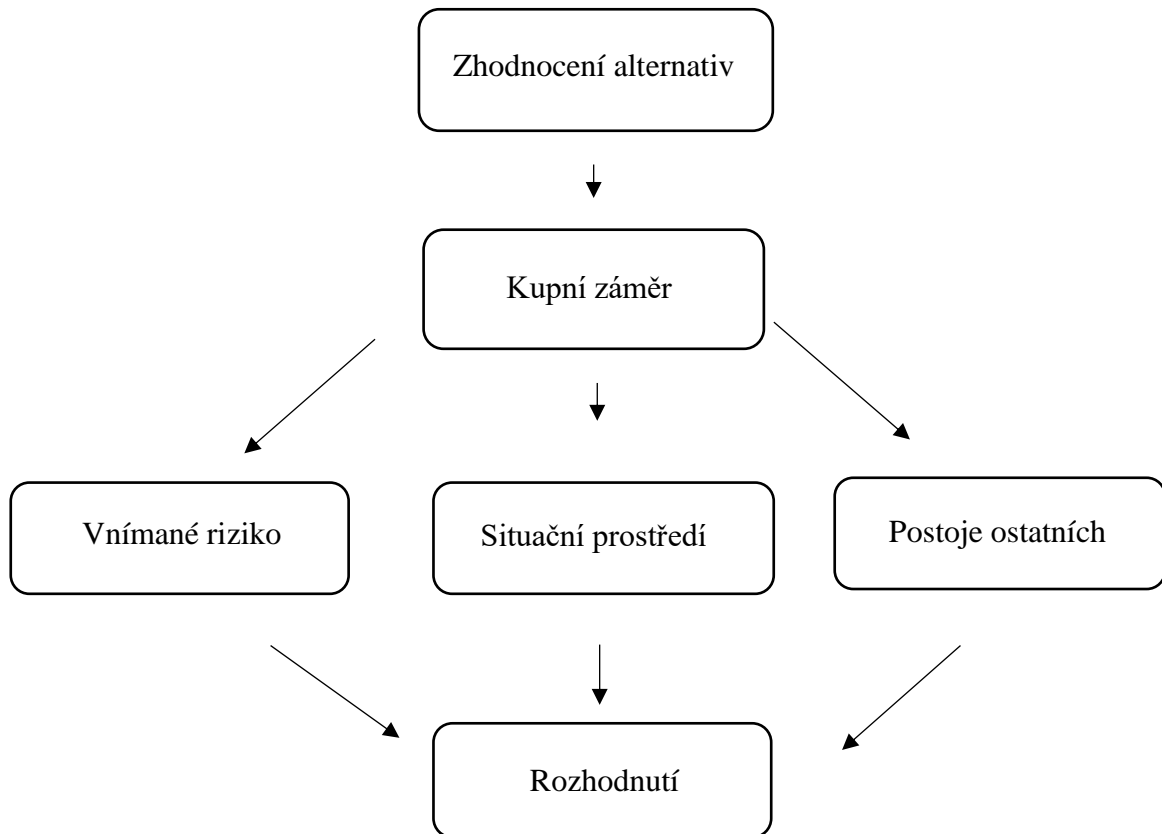 Zhodnocení alternativ
Kupní záměr
Vnímané riziko
Situační prostředí
Postoje ostatních
Rozhodnutí